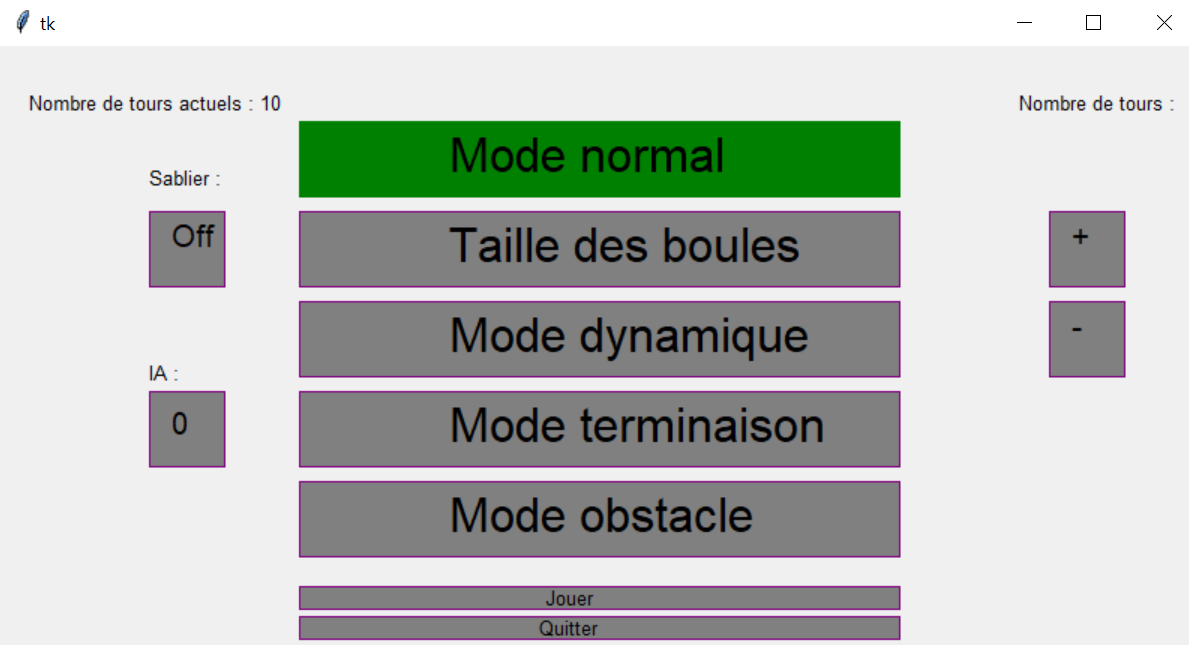 tk
Nombre de tours actuels : 10
Nombre de tours :
Mode normal
Sablier :
Off
Taille des boules
+
Mode dynamique
-
IA :
0
Mode terminaison
Mode obstacle
Jouer
Quitter